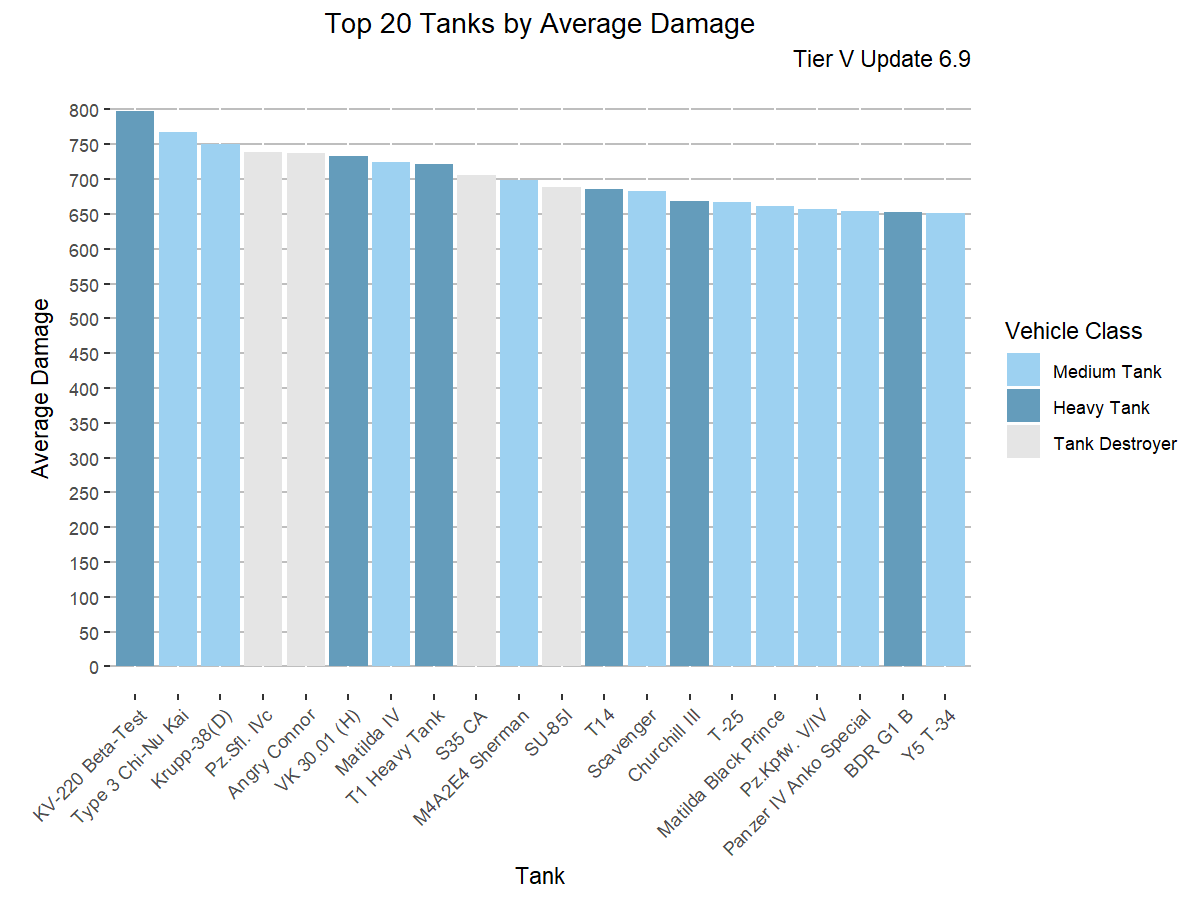 Top 20 Tanks by Average Damage
Tier V Update 6.9
Average Damage
800
750
700
650
600
550
500
450
400
350
300
250
200
150
100
50
0
KV-220 Beta-Test
Type 3 Chi-Nu Kai
Krupp-38(D)
Pz.Sfl. IVc
Angry Connor
VK 30.01 (H)
Matilda IV
T1 Heavy Tank
S35 CA
M4A2E4 Sherman
SU-85I
T14
Scavenger
Churchill III
T-25
Matilda Black Prince
Pz.Kpfw. V/IV
Panzer IV Anko Special
BDR G1 B
Y5 T-34
Tank
Vehicle Class
Medium Tank
Heavy Tank
Tank Destroyer